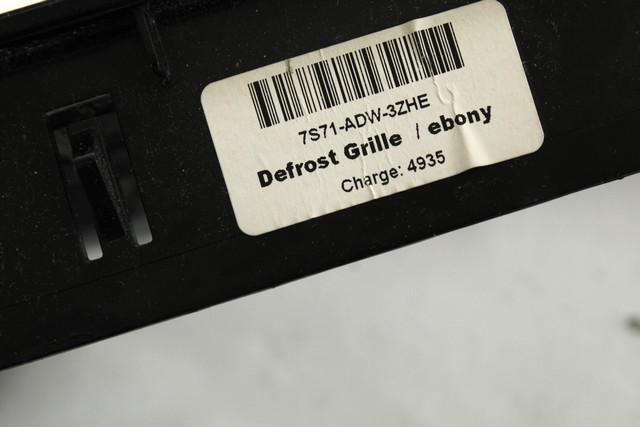 7S71-ADW-3ZHE
Defrost Grille / ebony
Charge: 4935